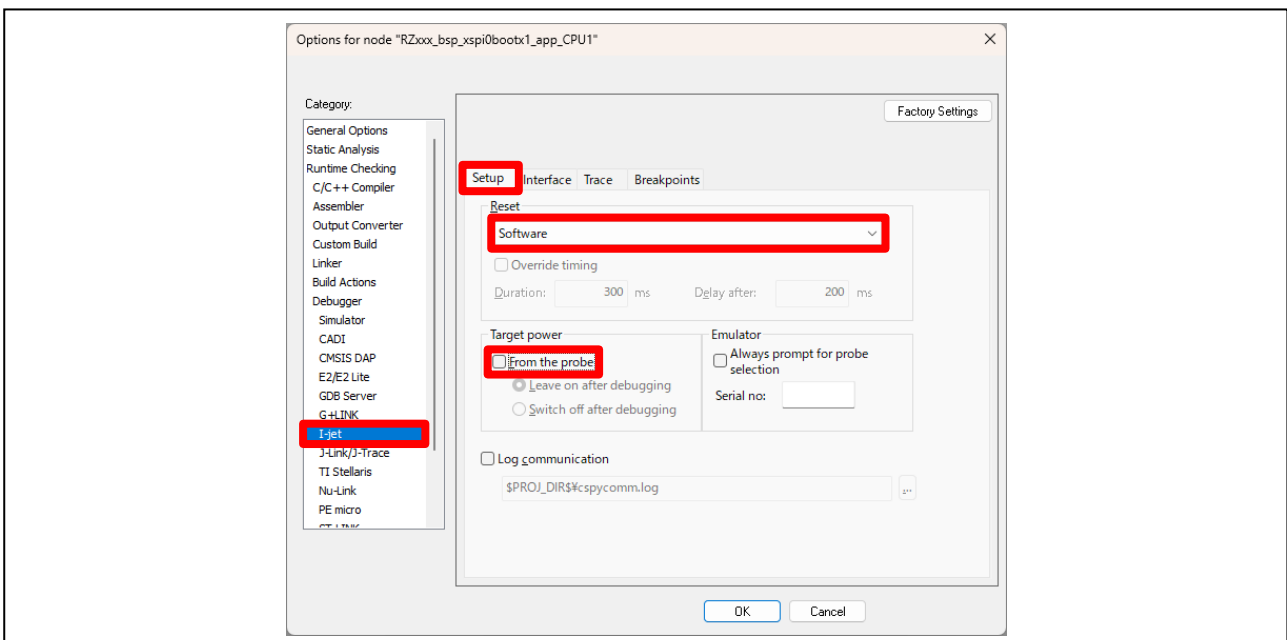 Options for node "RZxxx_bsp_xspi0bootx1_app_CPU1"
Category:
General Options
Static Analysis
Runtime Checking
C/C++ Compiler
Assembler
Output Converter
Custom Build
Linker
Build Actions
Debugger
Simulator
CADI
CMSIS DAP
E2/E2 Lite
GDB Server
G+LINK
I-jet
J-Link/J-Trace
TI Stellaris
Nu-Link
PE micro
ST-LINK
Factory Settings
Setup Interface Trace Breakpoints
Reset
Software
Override timing
Duration: 300 ms Delay after: 200 ms
Target power
From the probe
Leave on after debugging
Switch off after debugging
Emulator
Always prompt for probe
selection
Serial no:
Log communication
$PROJ_DIR$¥cspycomm.log
...
OK Cancel